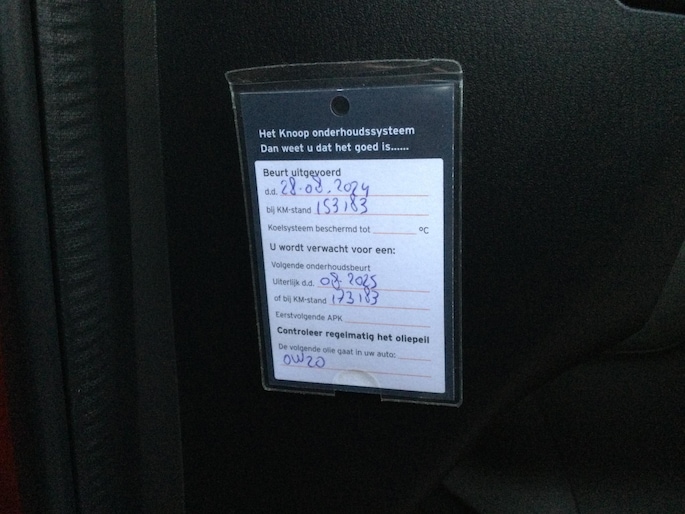 Het Knoop onderhoudssysteem
Dan weet u dat het goed is......
Beurt uitgevoerd
d.d. 28-08-2024
bij KM-stand 153183
Koelsysteem beschermd tot °C
U wordt verwacht voor een:
Volgende onderhoudsbeurt
Uiterlijk d.d. 08-2025
of bij KM-stand 173183
Eerstvolgende APK
Controleer regelmatig het oliepeil
De volgende olie gaat in uw auto:
0W20